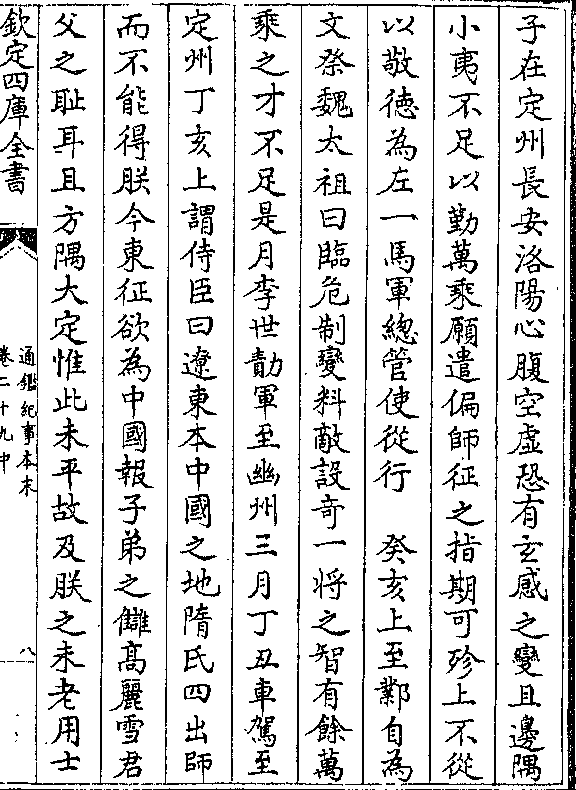 子在定州長安洛陽心腹空虚恐有玄感之變且邊隅
小夷不足以勤萬乘願遣偏師征之指期可殄上不從
以敬德為左一馬軍總管使從行　癸亥上至鄴自為
文祭魏太祖曰臨危制變料敵設奇一將之智有餘萬
乘之才不足是月李世勣軍至幽州三月丁丑車駕至
定州丁亥上謂侍臣曰遼東本中國之地隋氏四出師
而不能得朕今東征欲為中國報子弟之讎高麗雪君
父之恥耳且方隅大定惟此未平故及朕之未老用士
欽定四庫全書
通鑑紀事本末
卷二十九中
八